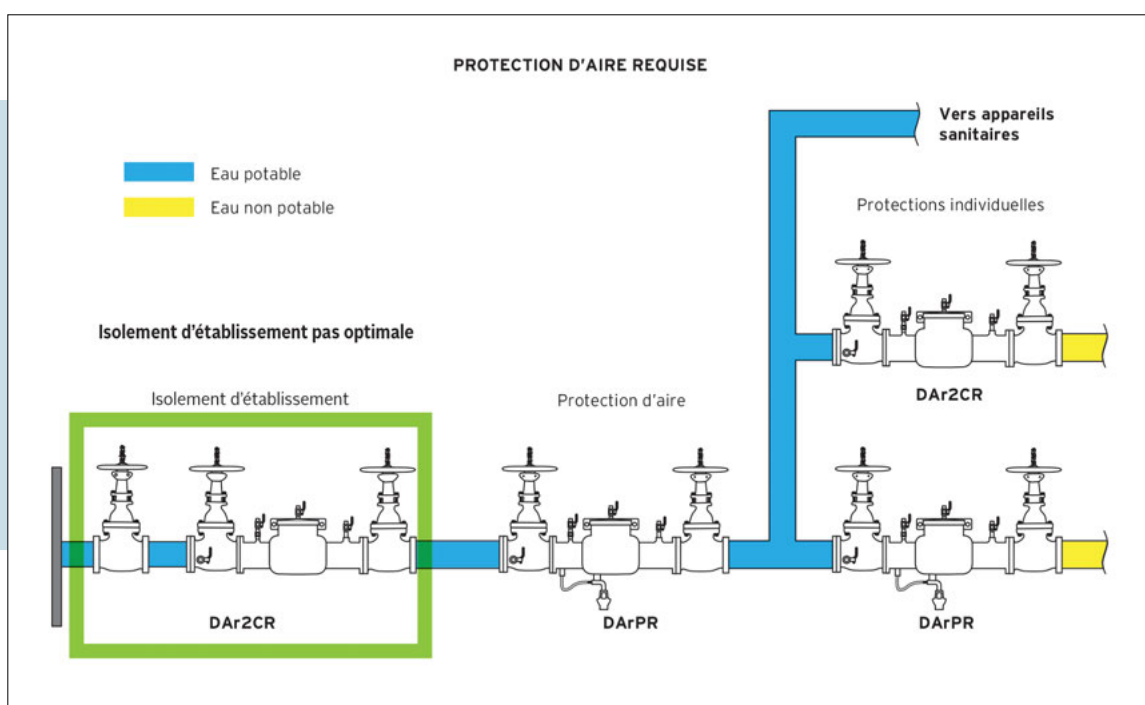 PROTECTION D'AIRE REQUISE
Vers appareils
sanitaires
Eau potable
Eau non potable
Protections individuelles
Isolement d'établissement pas optimale
Isolement d'établissement
Protection d'aire
DAr2CR
DAr2CR
DArPR
DArPR